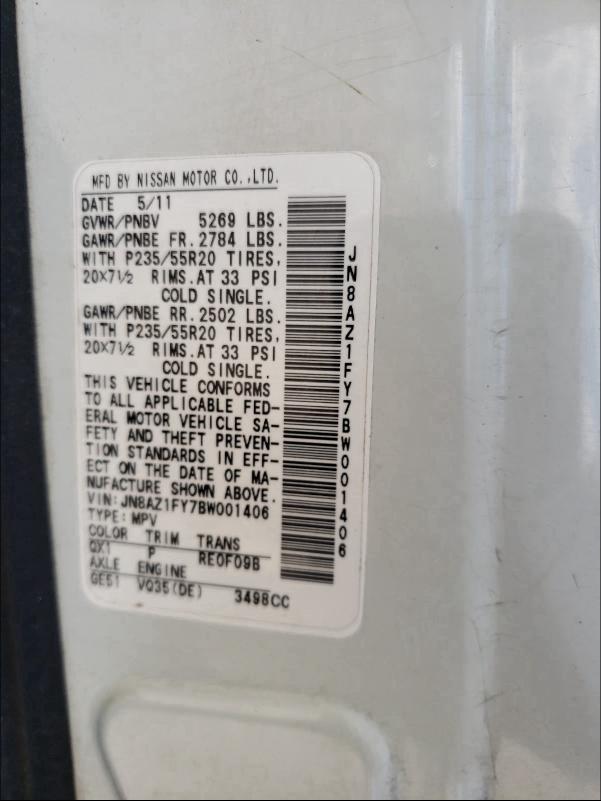 MFD BY NISSAN MOTOR CO.,LTD.
DATE 5/11
GVWR/PNBV 5269 LBS.
GAWR/PNBE FR. 2784 LBS.
WITH P235/55R20 TIRES,
20X7½ RIMS.AT 33 PSI
COLD SINGLE.
GAWR/PNBE RR. 2502 LBS.
WITH P235/55R20 TIRES,
20X7½ RIMS.AT 33 PSI
COLD SINGLE.
THIS VEHICLE CONFORMS
TO ALL APPLICABLE FED-
ERAL MOTOR VEHICLE SA-
FETY AND THEFT PREVEN-
TION STANDARDS IN EFF-
ECT ON THE DATE OF MA-
NUFACTURE SHOWN ABOVE.
VIN:JN8AZ1FY7BW001406
TYPE:MPV
COLOR TRIM TRANS
QX1 P RE0F09B
AXLE ENGINE
GE51 VQ35(DE) 3498CC
JN8AZ1FY7BW001406